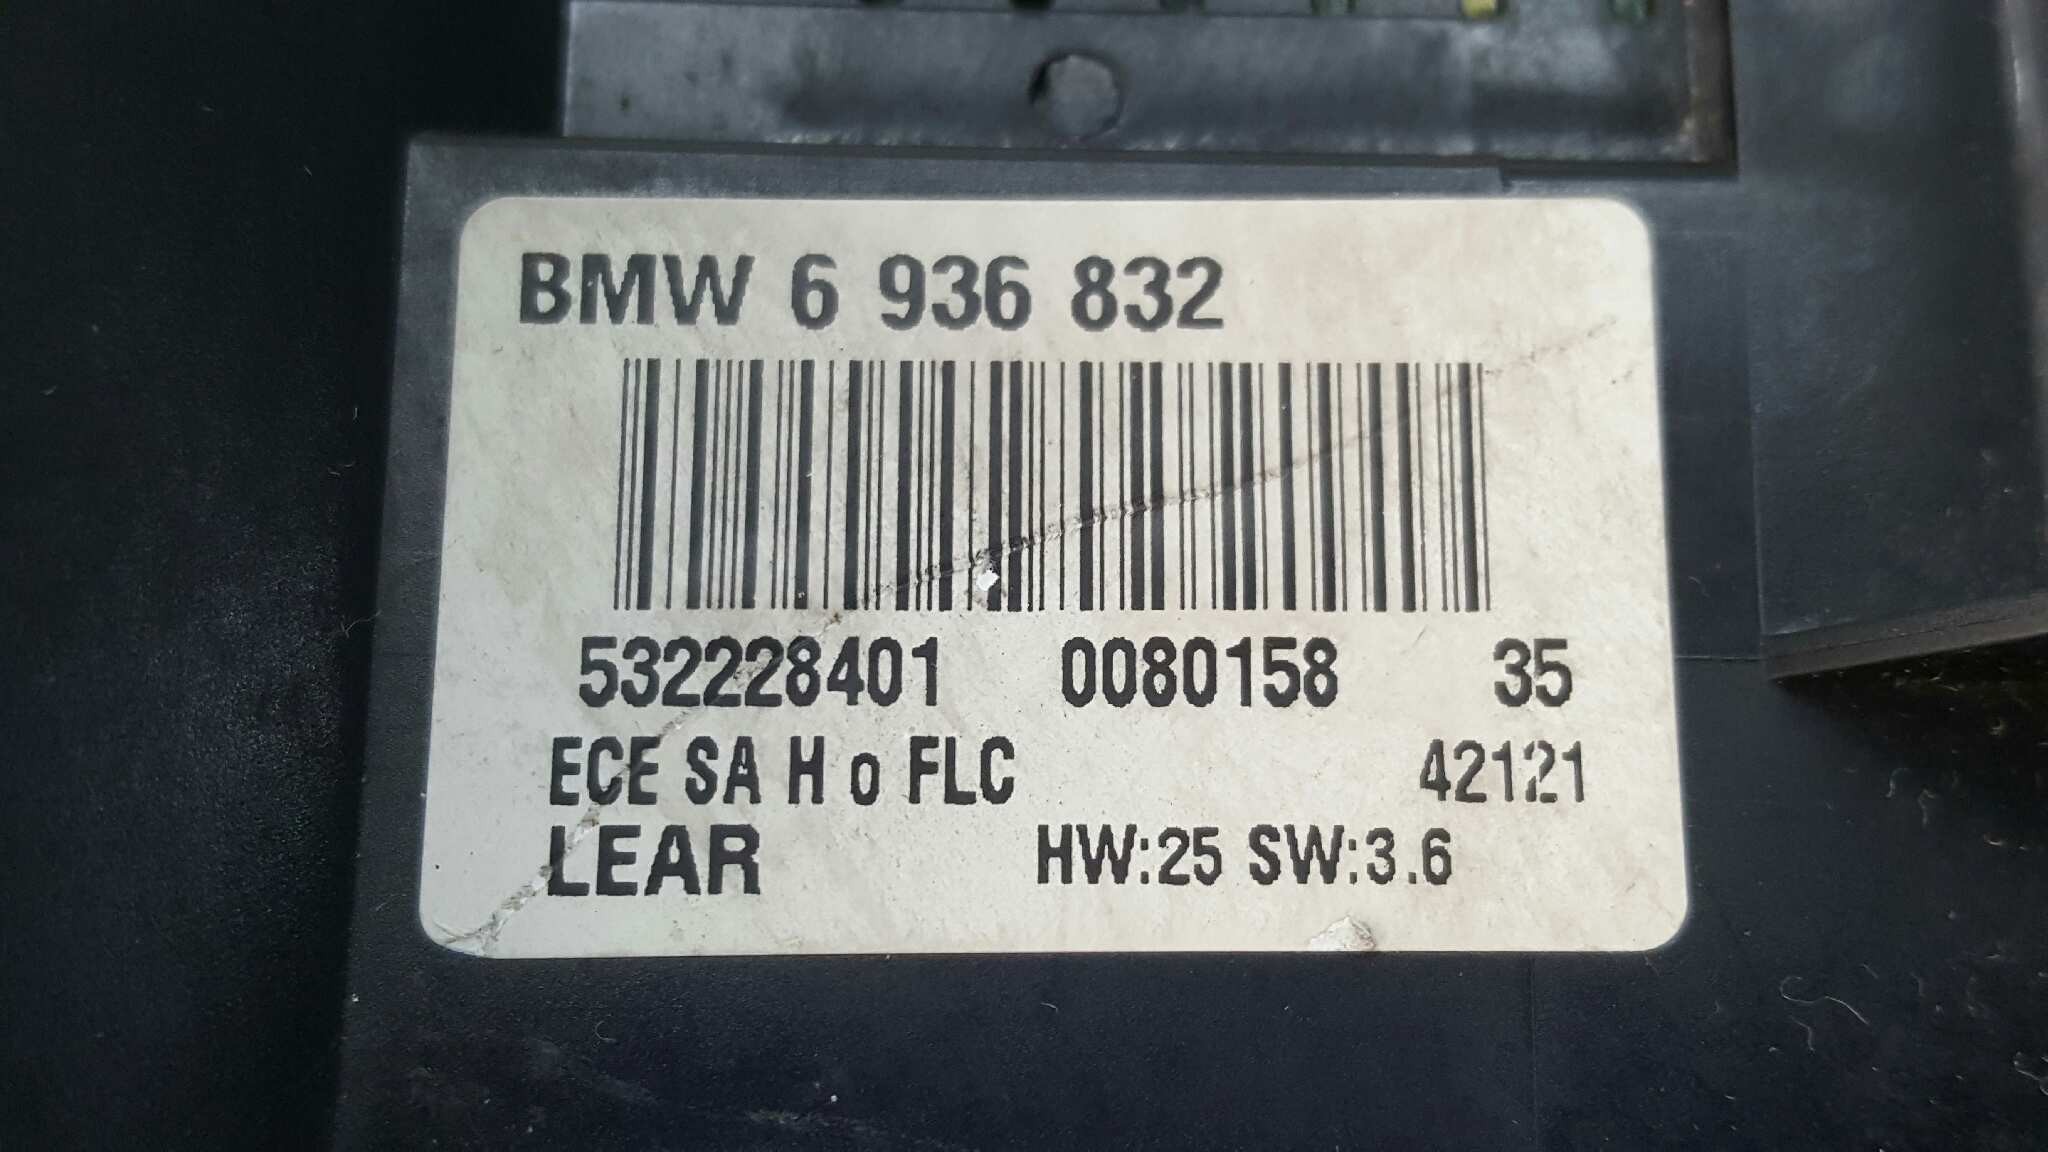 BMW 6 936 832
532228401 0080158 35
ECE SA H o FLC 42121
LEAR HW:25 SW:3.6